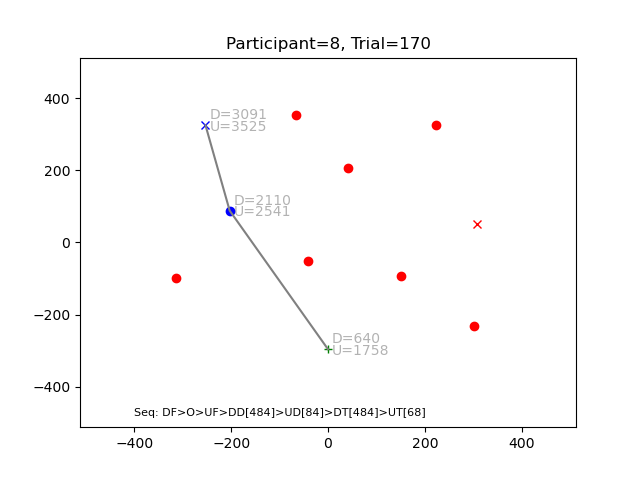 Participant=8, Trial=170
400
200
0
−200
−400
D=3091
U=3525
D=2110
U=2541
D=640
U=1758
Seq: DF>O>UF>DD[484]>UD[84]>DT[484]>UT[68]
−400 −200 0 200 400